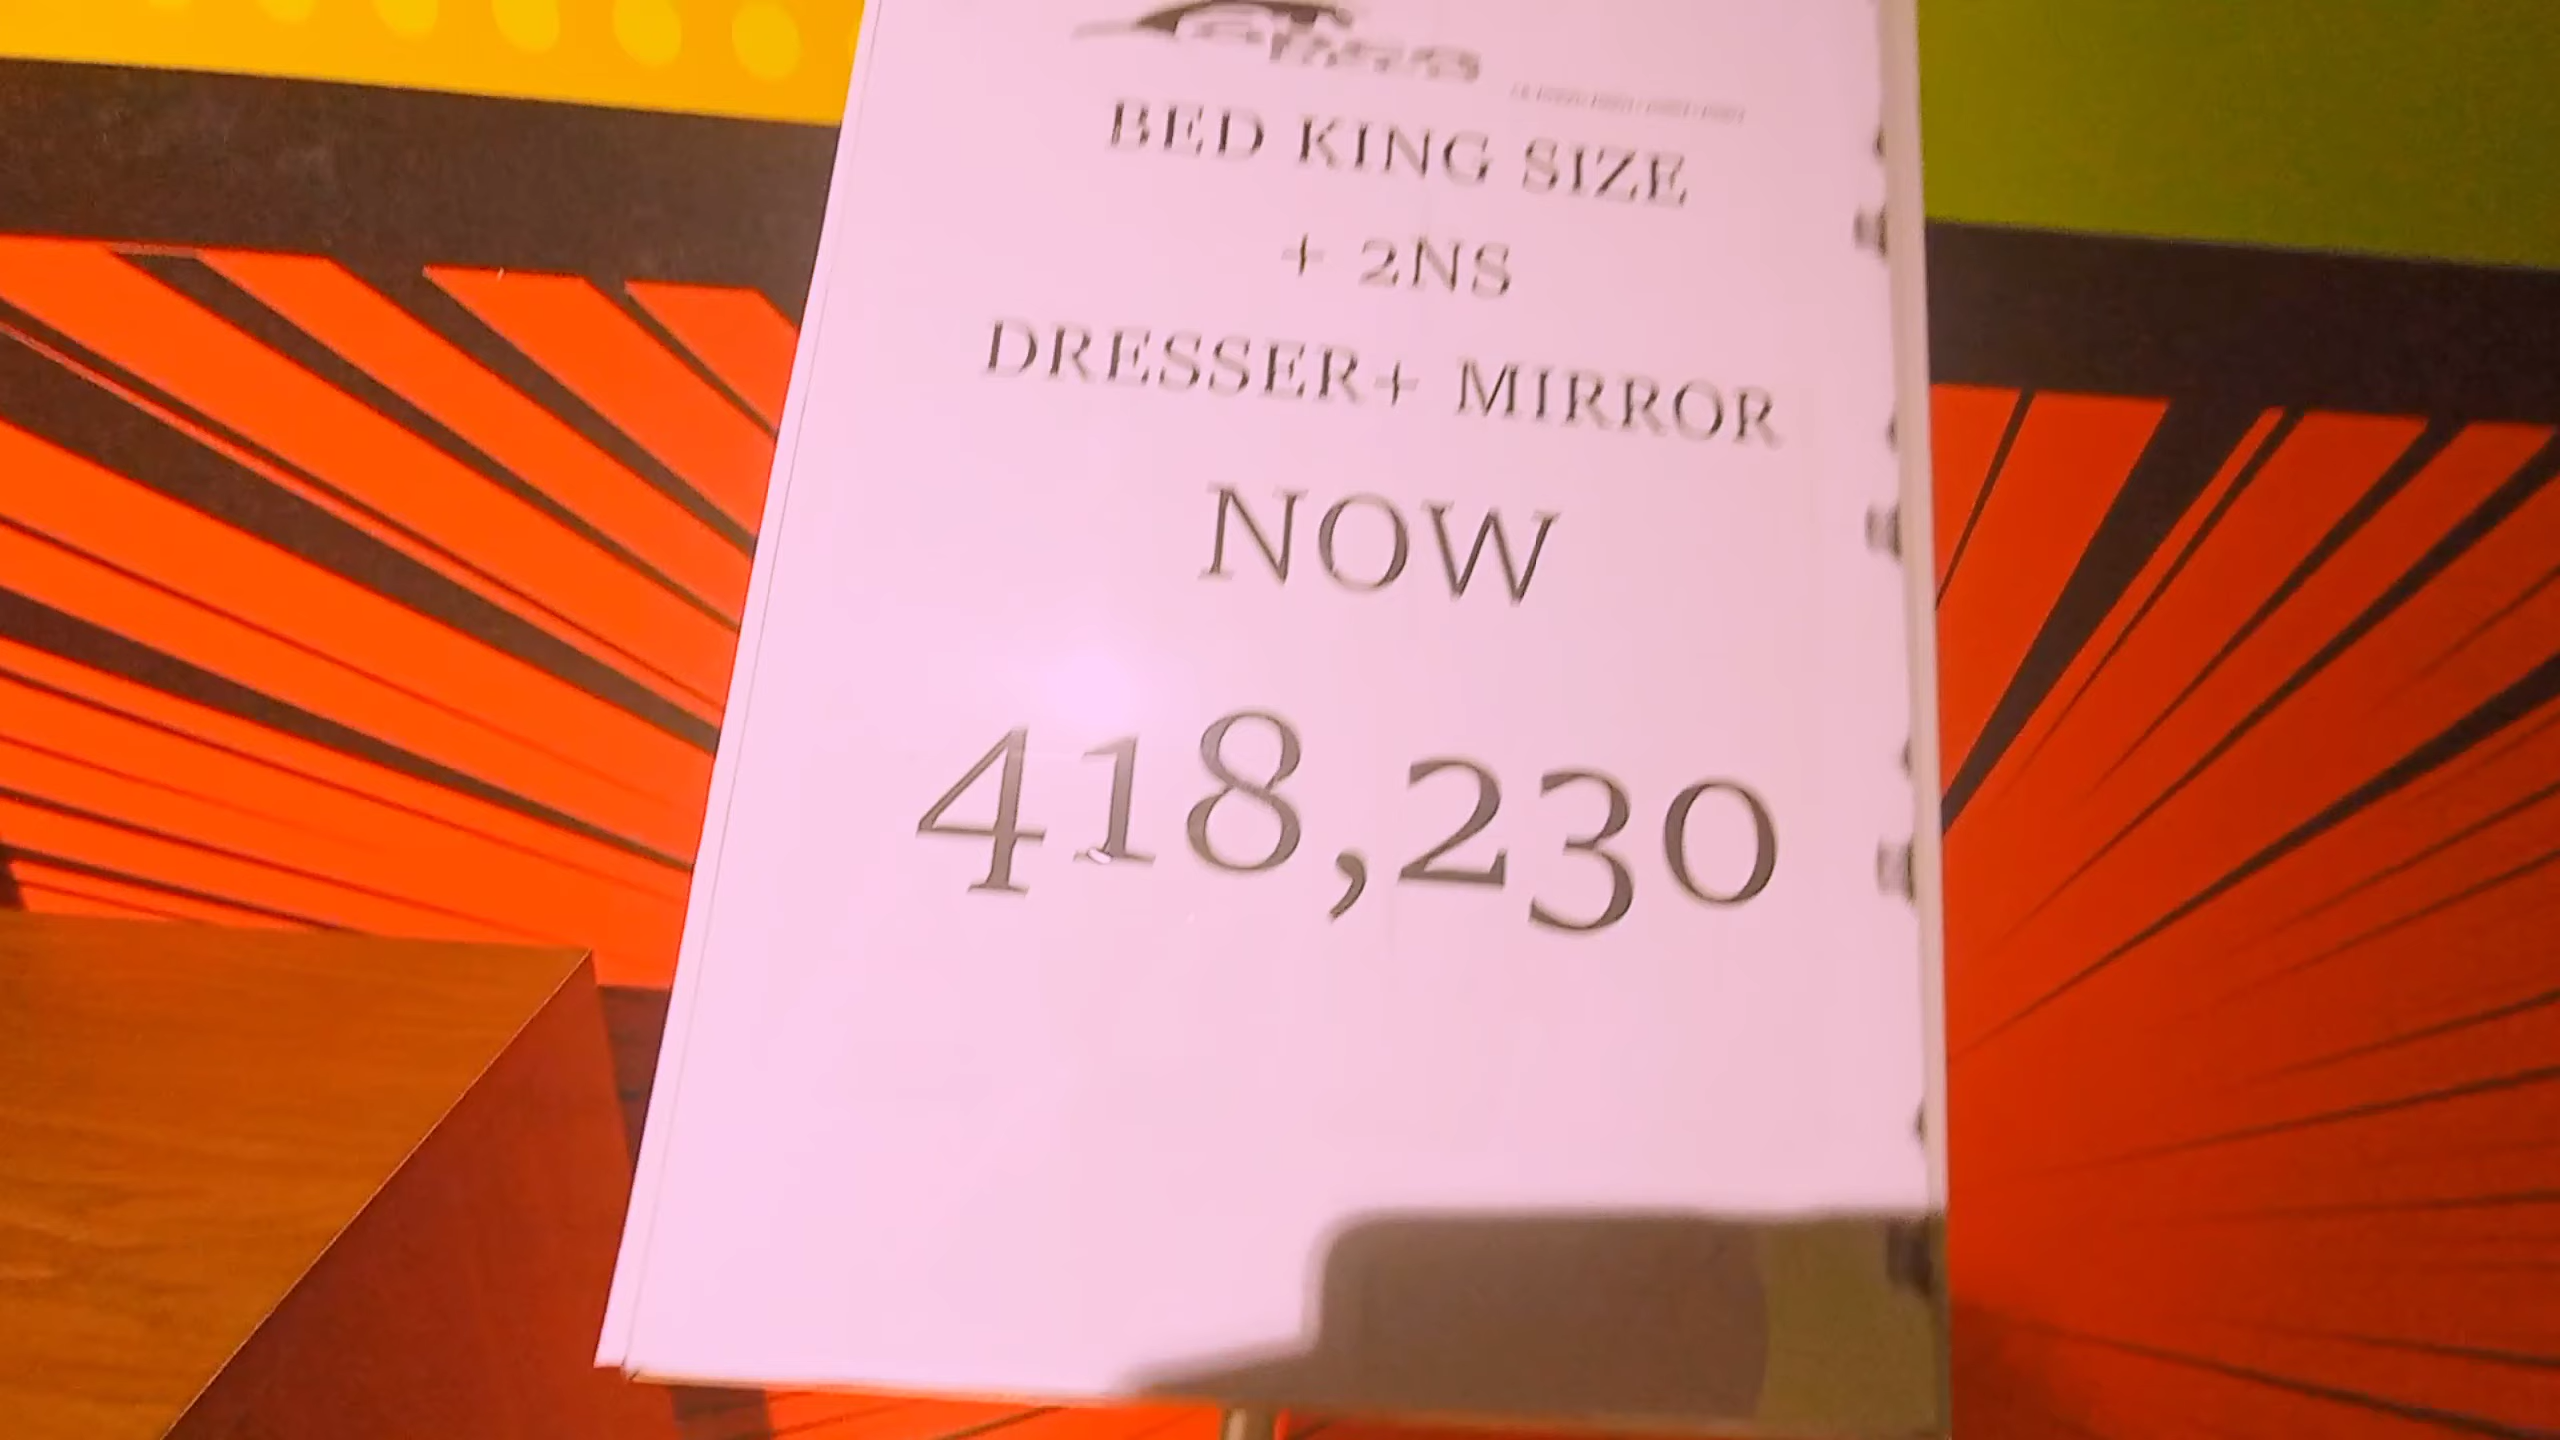 BED KING SIZE
+ 2NS
DRESSER+ MIRROR
NOW
418,230